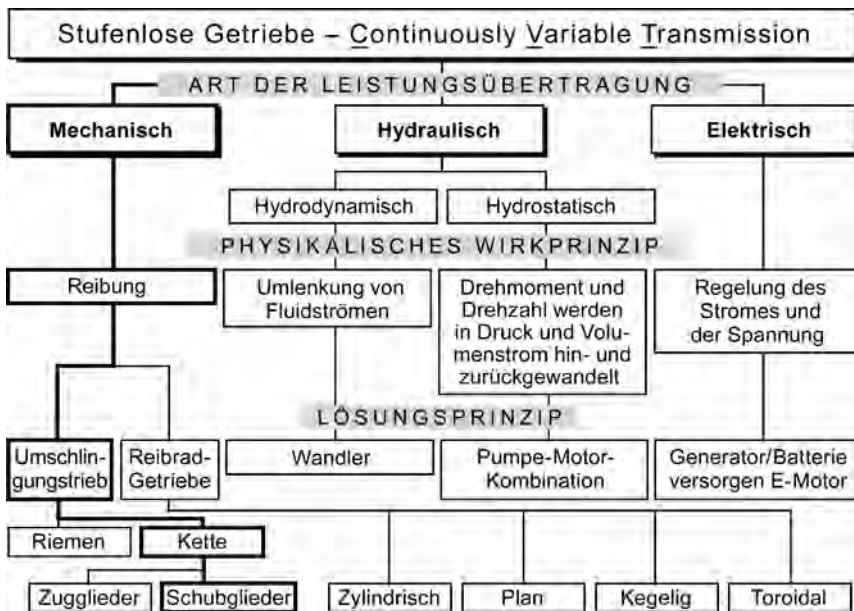 Stufenlose Getriebe – Continuously Variable Transmission
ART DER LEISTUNGSÜBERTRAGUNG
Mechanisch
Hydraulisch
Elektrisch
Hydrodynamisch
Hydrostatisch
PHYSIKALISCHES WIRKPRINZIP
Reibung
Umlenkung von
Fluidströmen
Drehmoment und
Drehzahl werden
in Druck und Volu-
menstrom hin- und
zurückgewandelt
Regelung des
Stromes und
der Spannung
LÖSUNGSPRINZIP
Umschlin-
gungstrieb
Reibrad-
Getriebe
Wandler
Pumpe-Motor-
Kombination
Generator/Batterie
versorgen E-Motor
Riemen
Kette
Zugglieder
Schubglieder
Zylindrisch
Plan
Kegelig
Toroidal